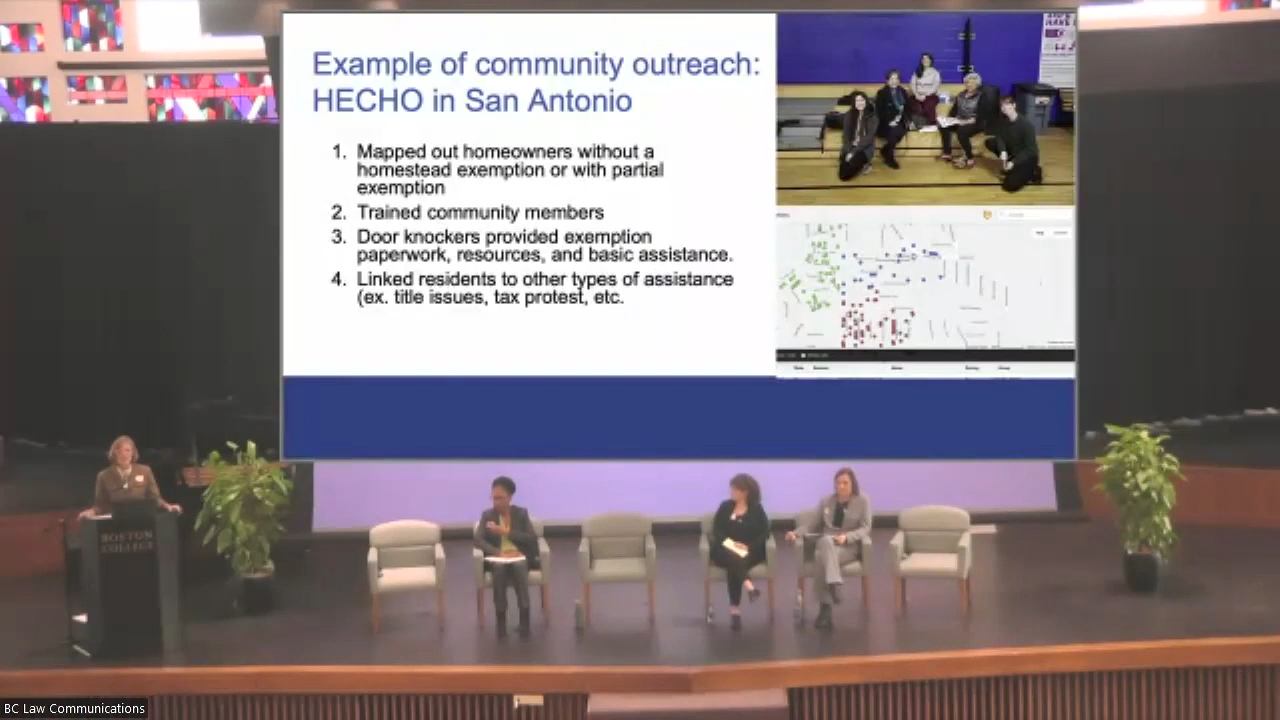 Example of community outreach:
HECHO in San Antonio
1. Mapped out homeowners without a
homestead exemption or with partial
exemption
2. Trained community members
3. Door knockers provided exemption
paperwork, resources, and basic assistance.
4. Linked residents to other types of assistance
(ex. title issues, tax protest, etc.
BOSTON
COLLEGE
BC Law Communications